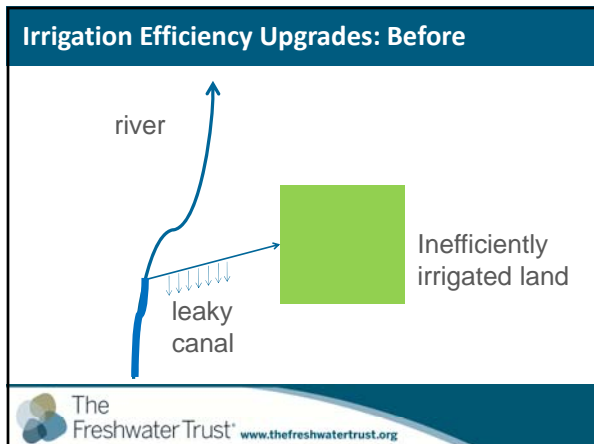 Irrigation Efficiency Upgrades: Before
river
Inefficiently
irrigated land
leaky
canal
The
Freshwater Trust® www.thefreshwatertrust.org